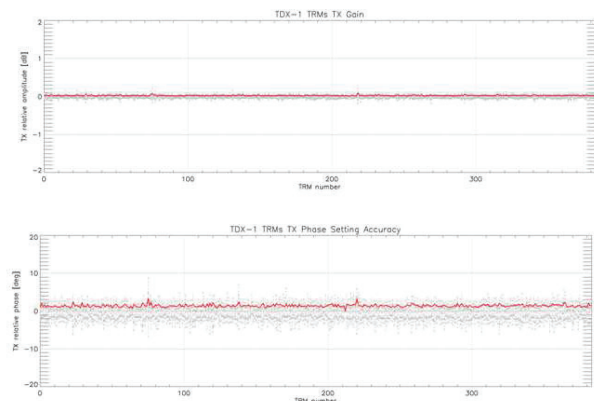 TDX-1 TRMs TX Gain
2
1
0
-1
-2
TX relative amplitude [dB]
0 100 200 300
TRM number
TDX-1 TRMs TX Phase Setting Accuracy
20
10
0
-10
-20
TX relative phase [deg]
0 100 200 300
TRM number